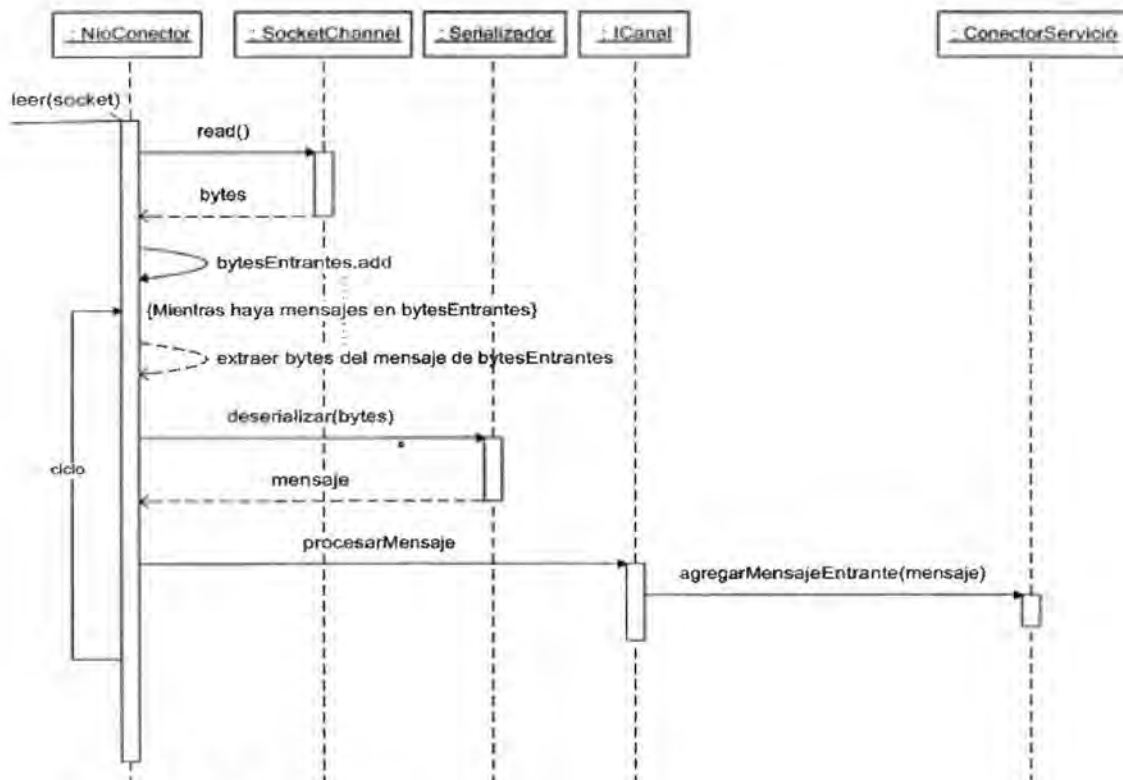 : NioConector
: SocketChannel
: Serializador
: ICanal
: ConectorServicio
leer(socket)
read()
bytes
bytesEntrantes.add
{Mientras haya mensajes en bytesEntrantes}
extraer bytes del mensaje de bytesEntrantes
deserializar(bytes)
ciclo
mensaje
procesarMensaje
agregarMensajeEntrante(mensaje)